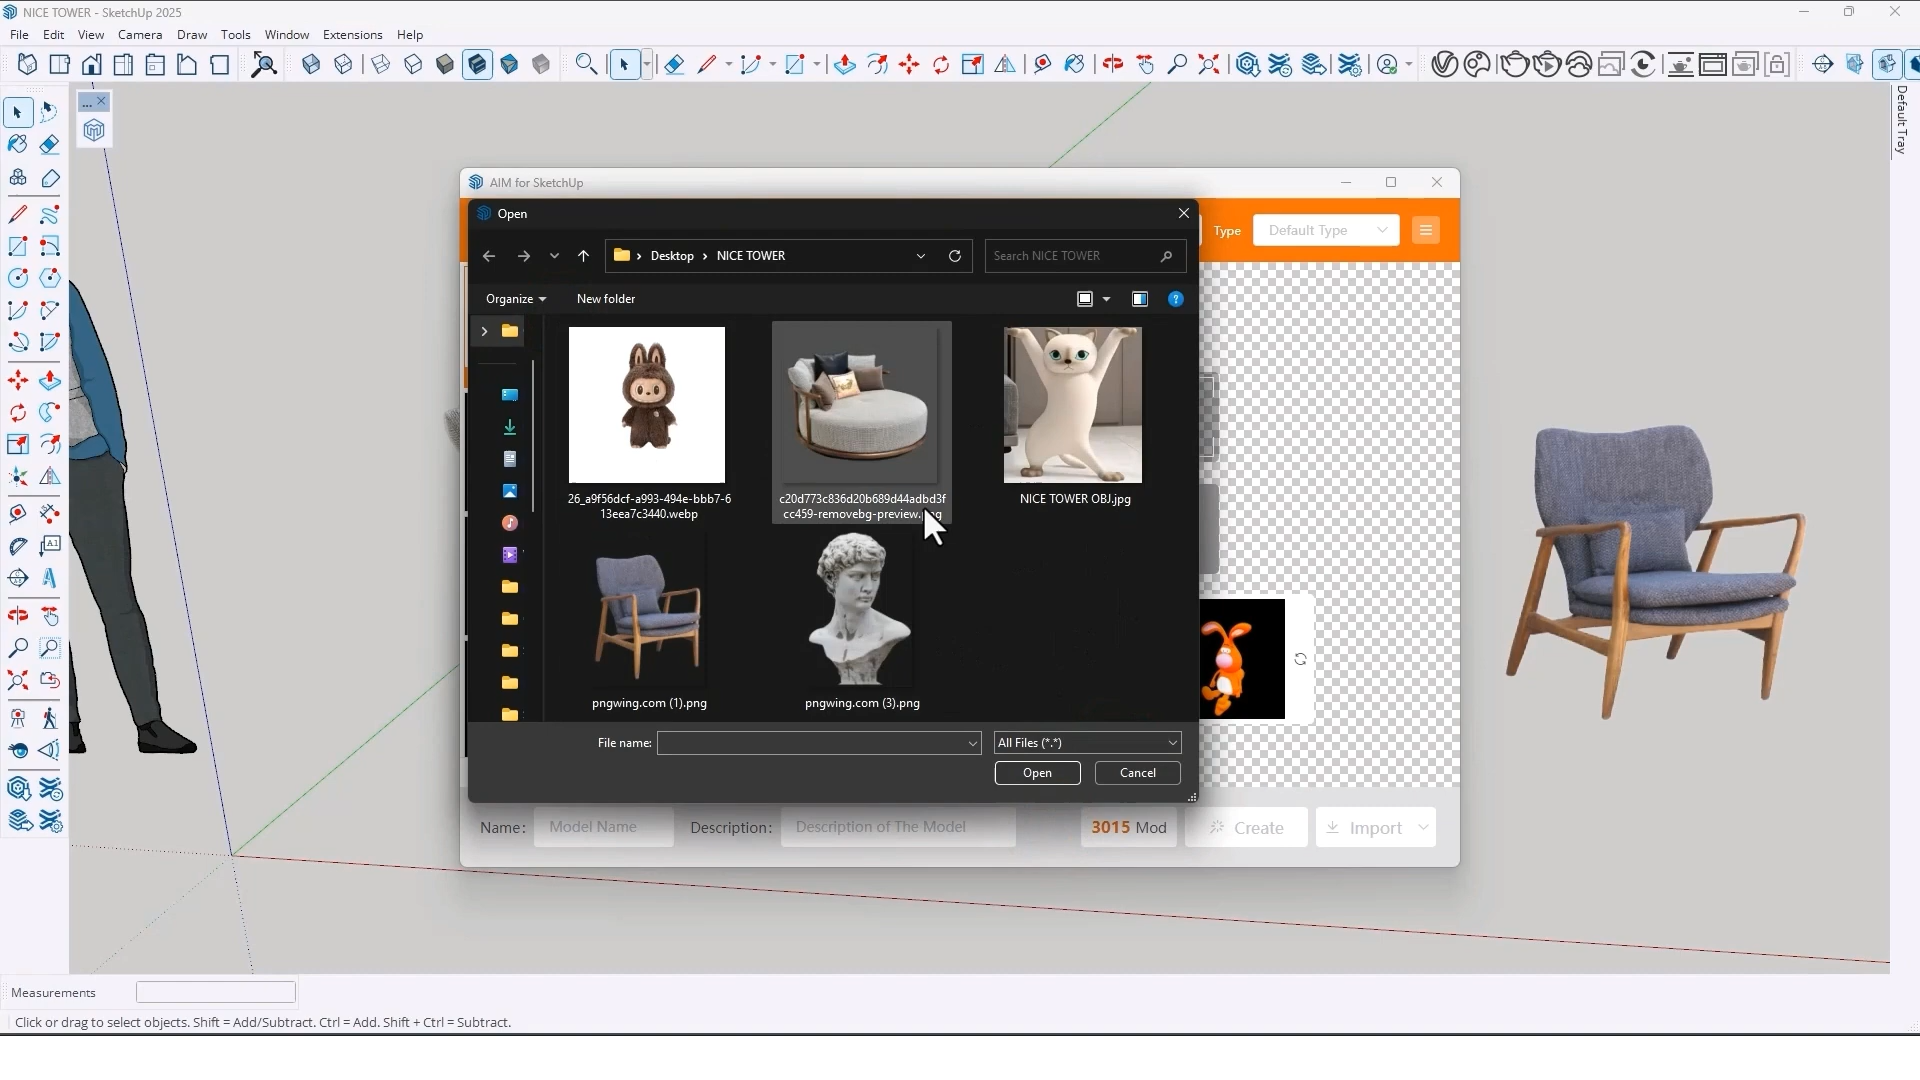 NICE TOWER - SketchUp 2025
File Edit View Camera Draw Tools Window Extensions Help
...
Default Tray
AIM for SketchUp
Open
Type Default Type
Desktop > NICE TOWER
Search NICE TOWER
Organize New folder
26_a9f56dcf-a993-494e-bbb7-6
13eea7c3440.webp
c20d773c836d20b689d44adbd3f
cc459-removebg-preview.png
NICE TOWER OBJ.jpg
pngwing.com (1).png
pngwing.com (3).png
File name: All Files (*.*)
Open Cancel
Name: Model Name Description: Description of The Model 3015 Mod Create Import
Measurements
Click or drag to select objects. Shift = Add/Subtract. Ctrl = Add. Shift + Ctrl = Subtract.